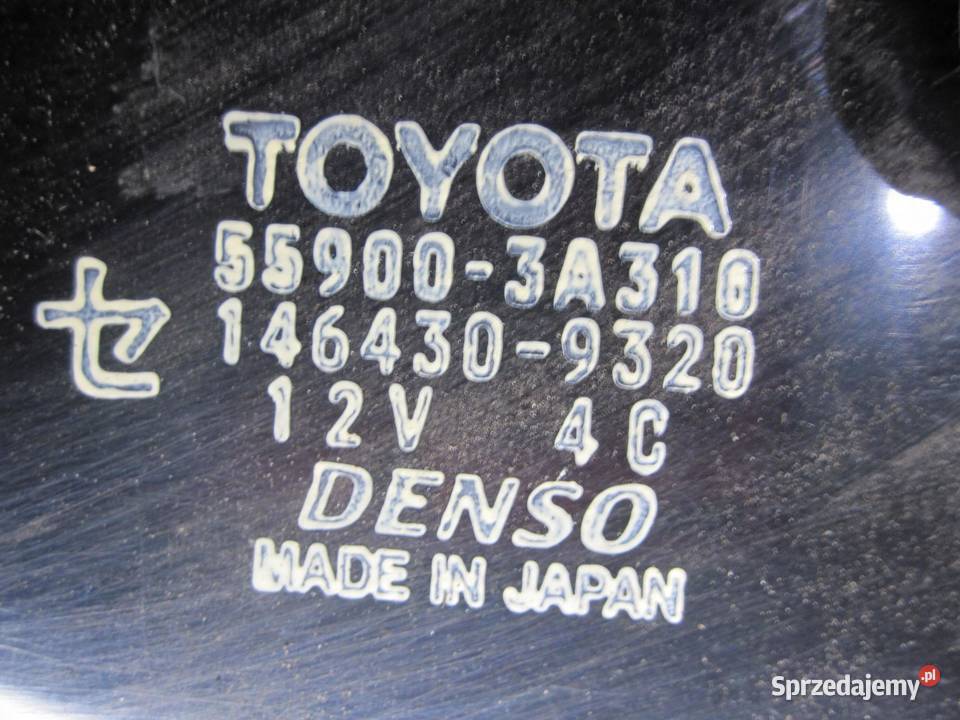 TOYOTA
55900-3A310
セ
146430-9320
12V 4C
DENSO
MADE IN JAPAN
Sprzedajemy.pl